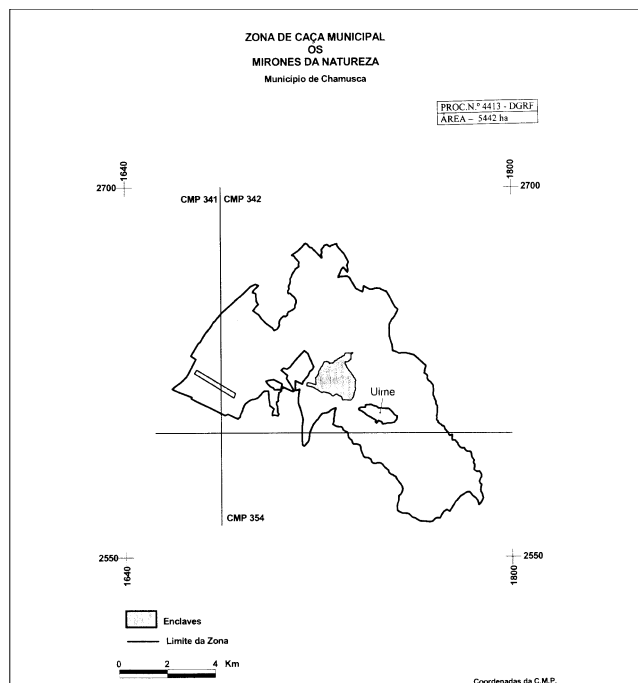 ZONA DE CAÇA MUNICIPAL
OS
MIRONES DA NATUREZA
Município de Chamusca
PROC.N.º 4413 - DGRF
ÁREA – 5442 ha
1640
1800
2700
2700
CMP 341
CMP 342
Ulme
CMP 354
2550
2550
1640
1800
Enclaves
Limite da Zona
0 2 4 Km
Coordenadas da C.M.P.